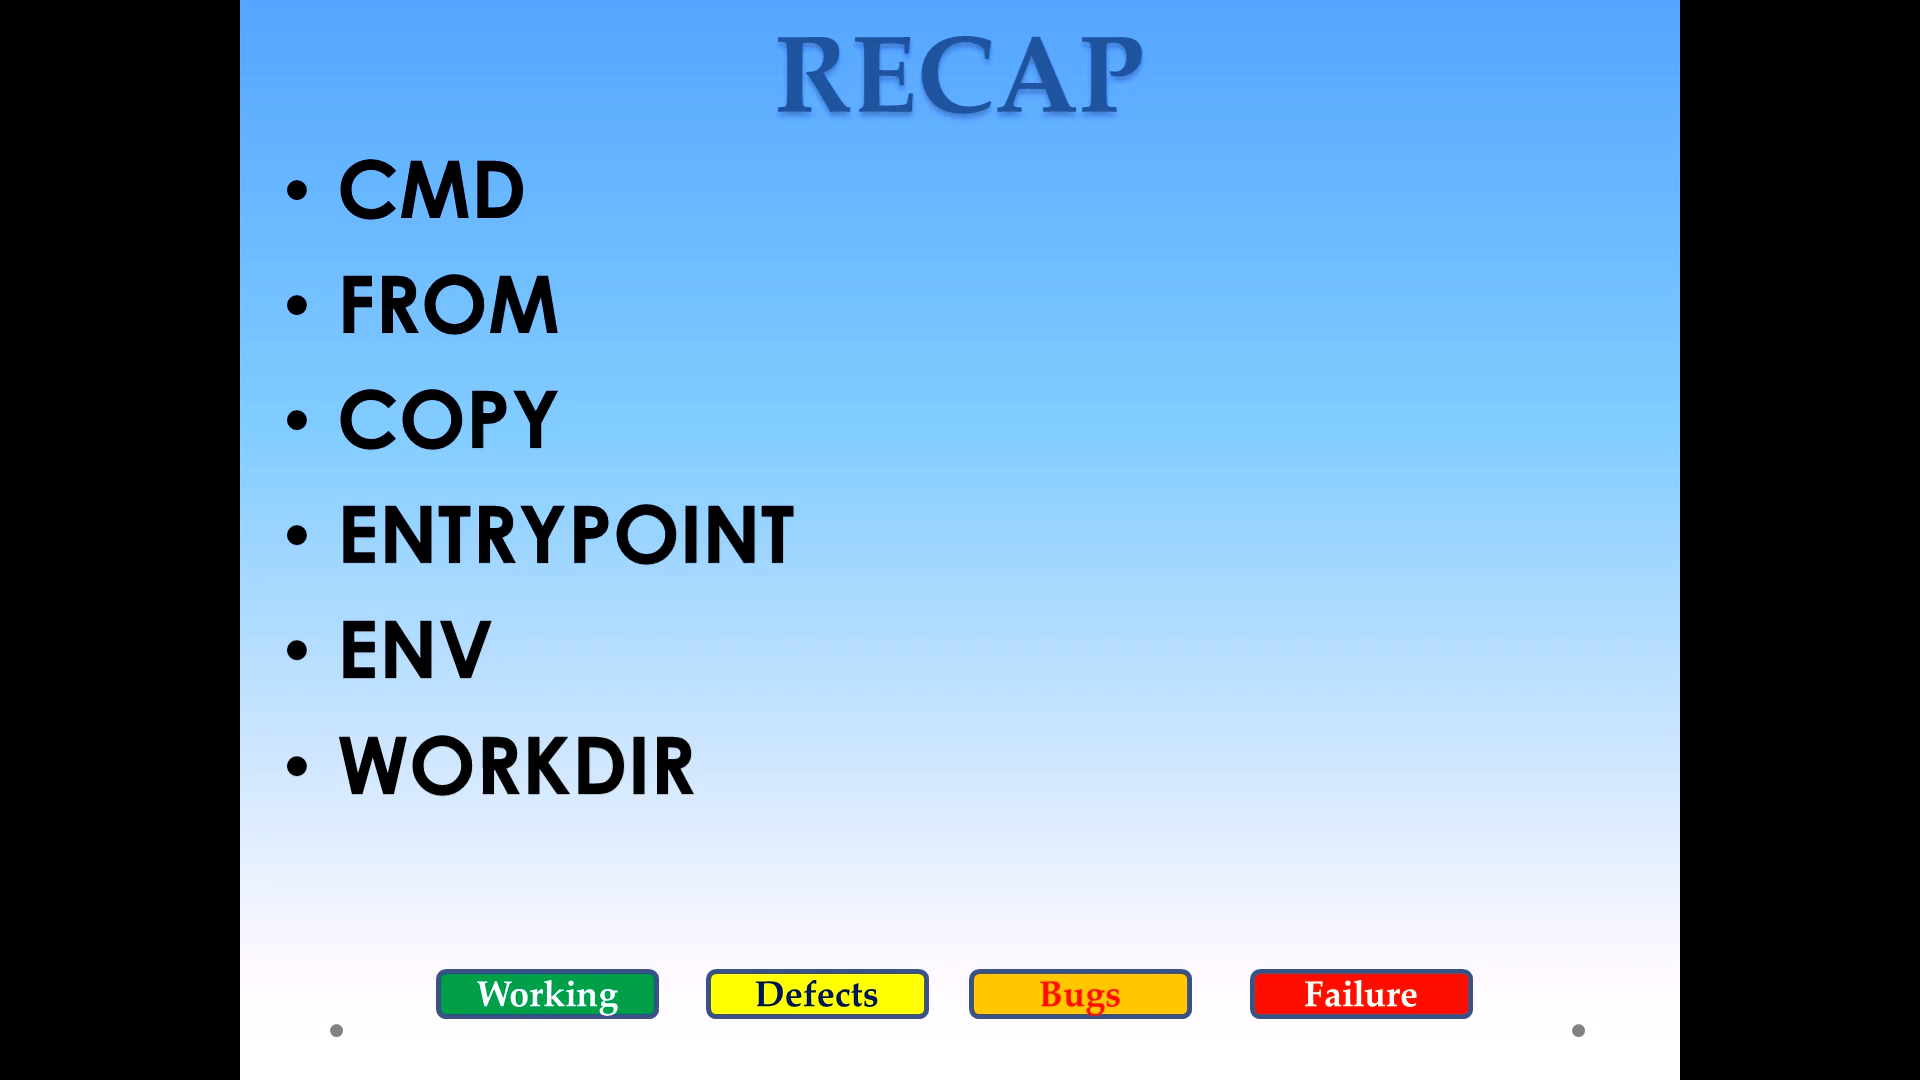 RECAP
• CMD
• FROM
• COPY
• ENTRYPOINT
• ENV
• WORKDIR
Working Defects Bugs Failure